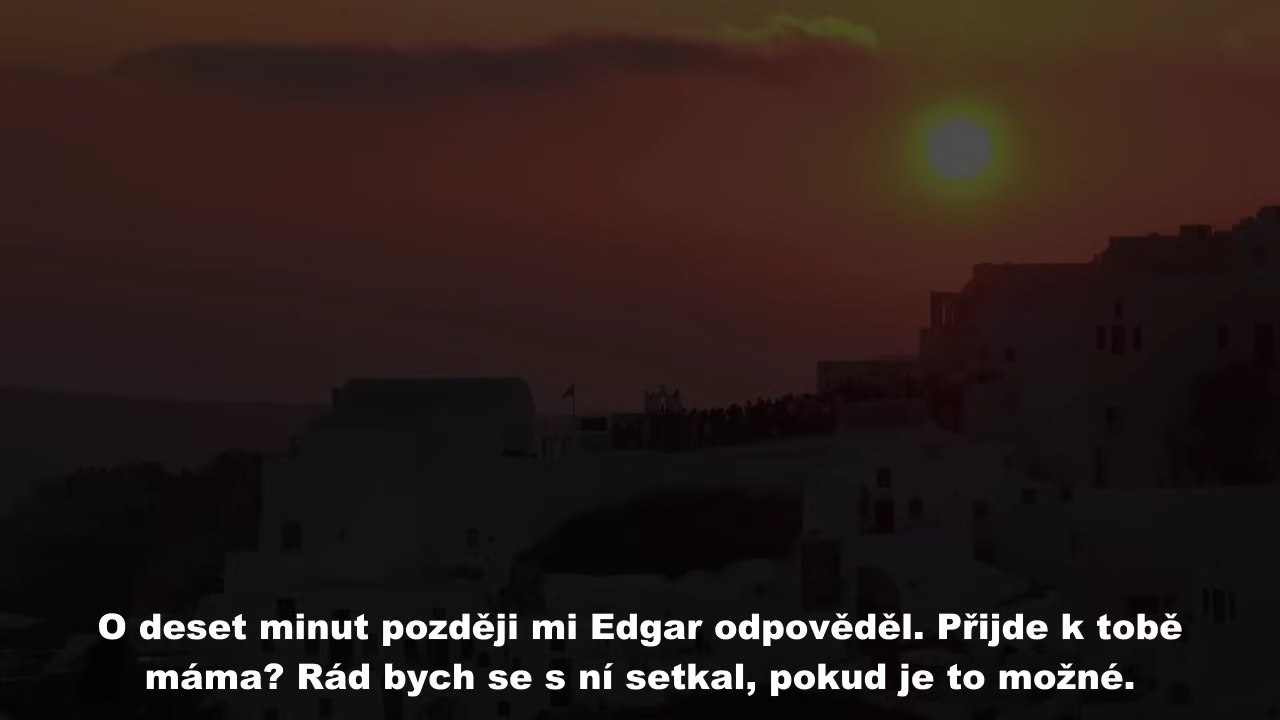 O deset minut později mi Edgar odpověděl. Přijde k tobě
máma? Rád bych se s ní setkal, pokud je to možné.